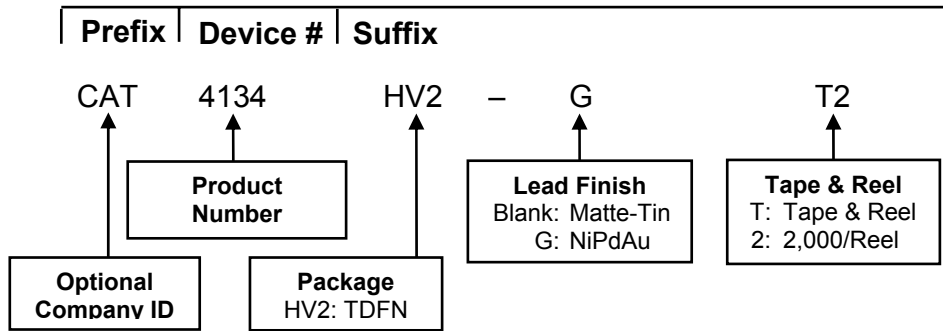 Prefix Device # Suffix
CAT 4134 HV2 – G T2
Product
Number
Lead Finish
Blank: Matte-Tin
G: NiPdAu
Tape & Reel
T: Tape & Reel
2: 2,000/Reel
Optional
Company ID
Package
HV2: TDFN